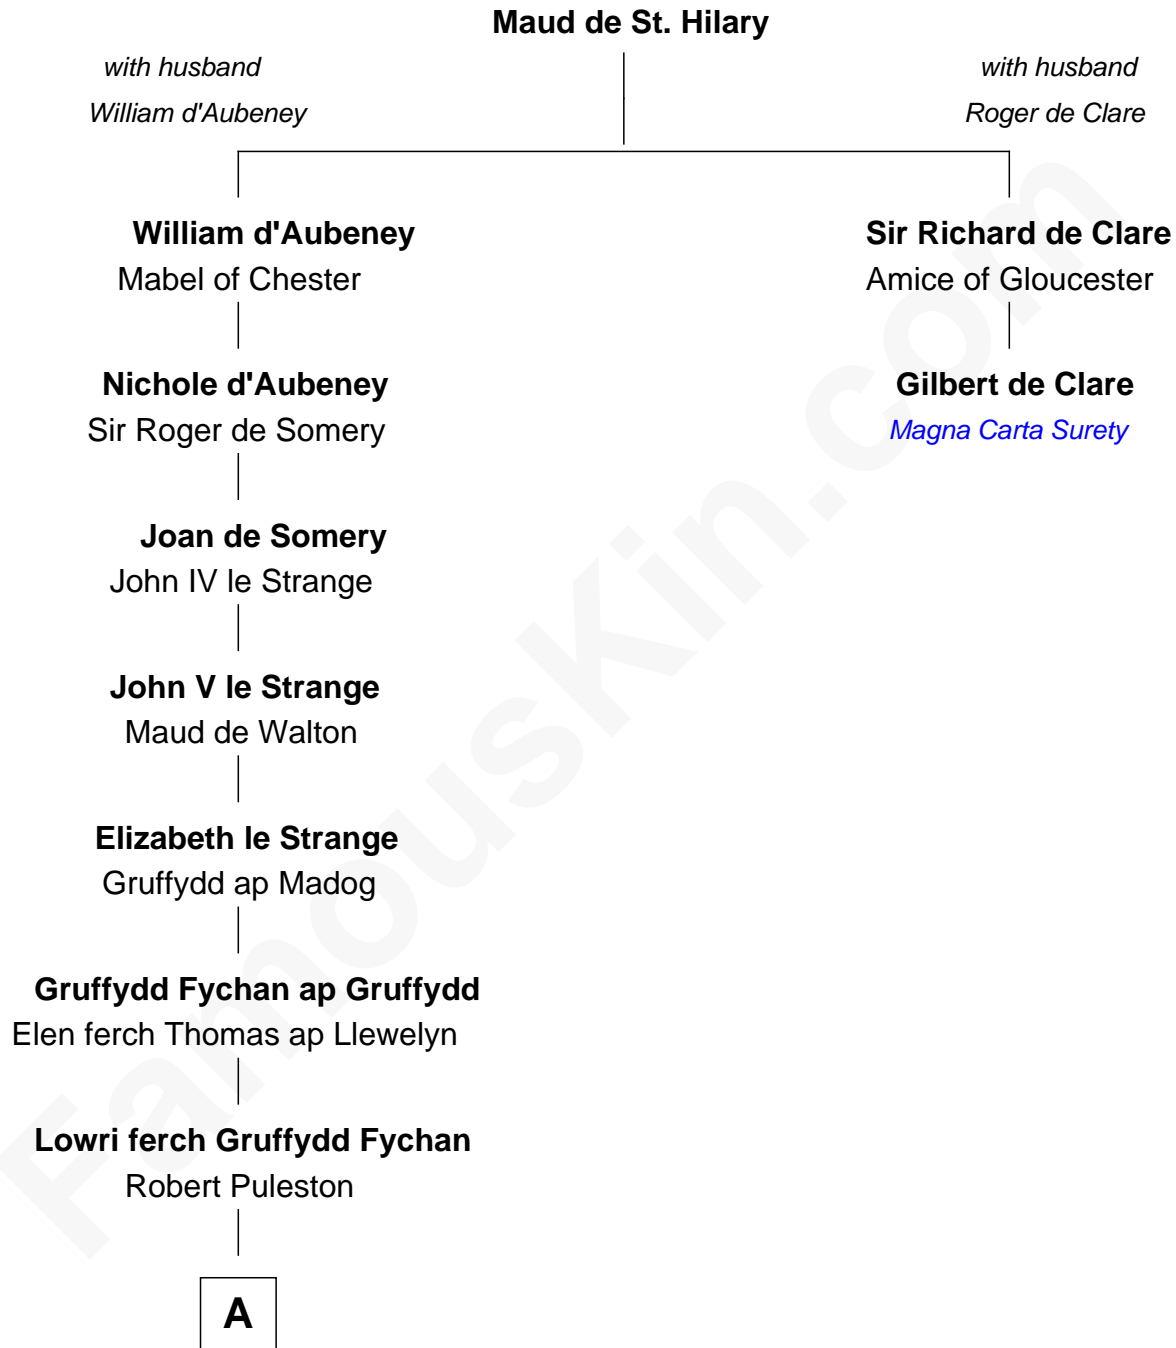 Maud de St. Hilary
with husband
William d'Aubeney
with husband
Roger de Clare
William d'Aubeney
Mabel of Chester
Sir Richard de Clare
Amice of Gloucester
Nichole d'Aubeney
Sir Roger de Somery
Gilbert de Clare
Magna Carta Surety
Joan de Somery
John IV le Strange
John V le Strange
Maud de Walton
Elizabeth le Strange
Gruffydd ap Madog
Gruffydd Fychan ap Gruffydd
Elen ferch Thomas ap Llewelyn
Lowri ferch Gruffydd Fychan
Robert Puleston
A
FamousKin.com